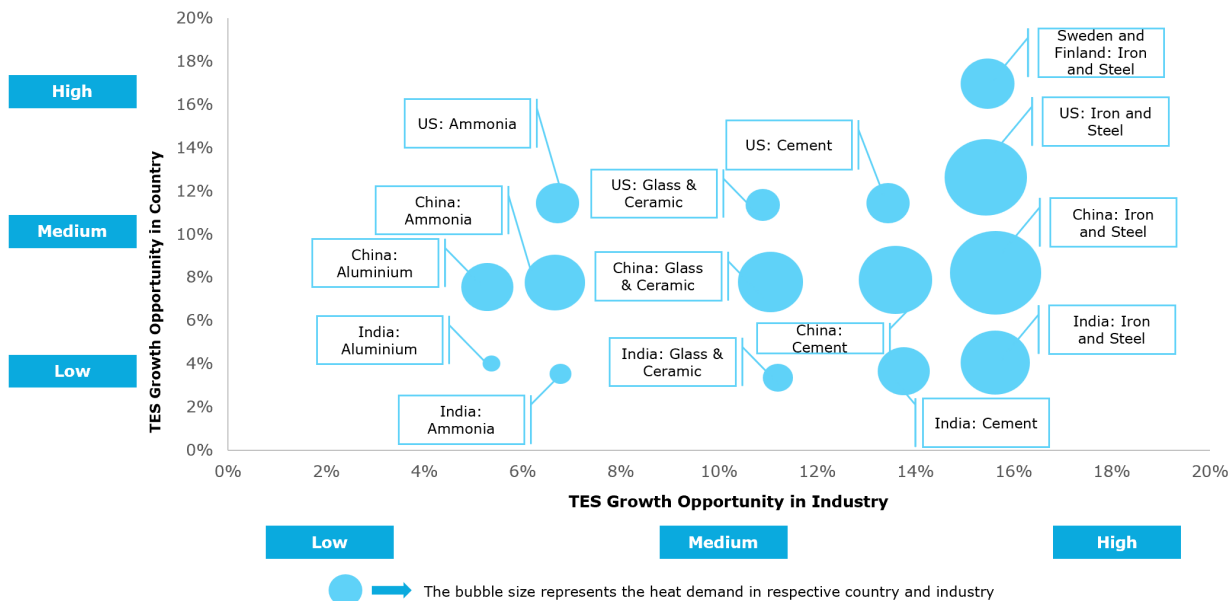 20%
18%
16%
14%
12%
10%
8%
6%
4%
2%
0%
TES Growth Opportunity in Country
High
Medium
Low
Sweden and
Finland: Iron
and Steel
US: Iron and
Steel
US: Ammonia
US: Cement
US: Glass &
Ceramic
China:
Ammonia
China: Iron
and Steel
China:
Aluminium
China: Glass
& Ceramic
China:
Cement
India:
Aluminium
India: Glass &
Ceramic
India: Iron
and Steel
India:
Ammonia
India: Cement
0%
2%
4%
6%
8%
10%
12%
14%
16%
18%
20%
TES Growth Opportunity in Industry
Low
Medium
High
The bubble size represents the heat demand in respective country and industry